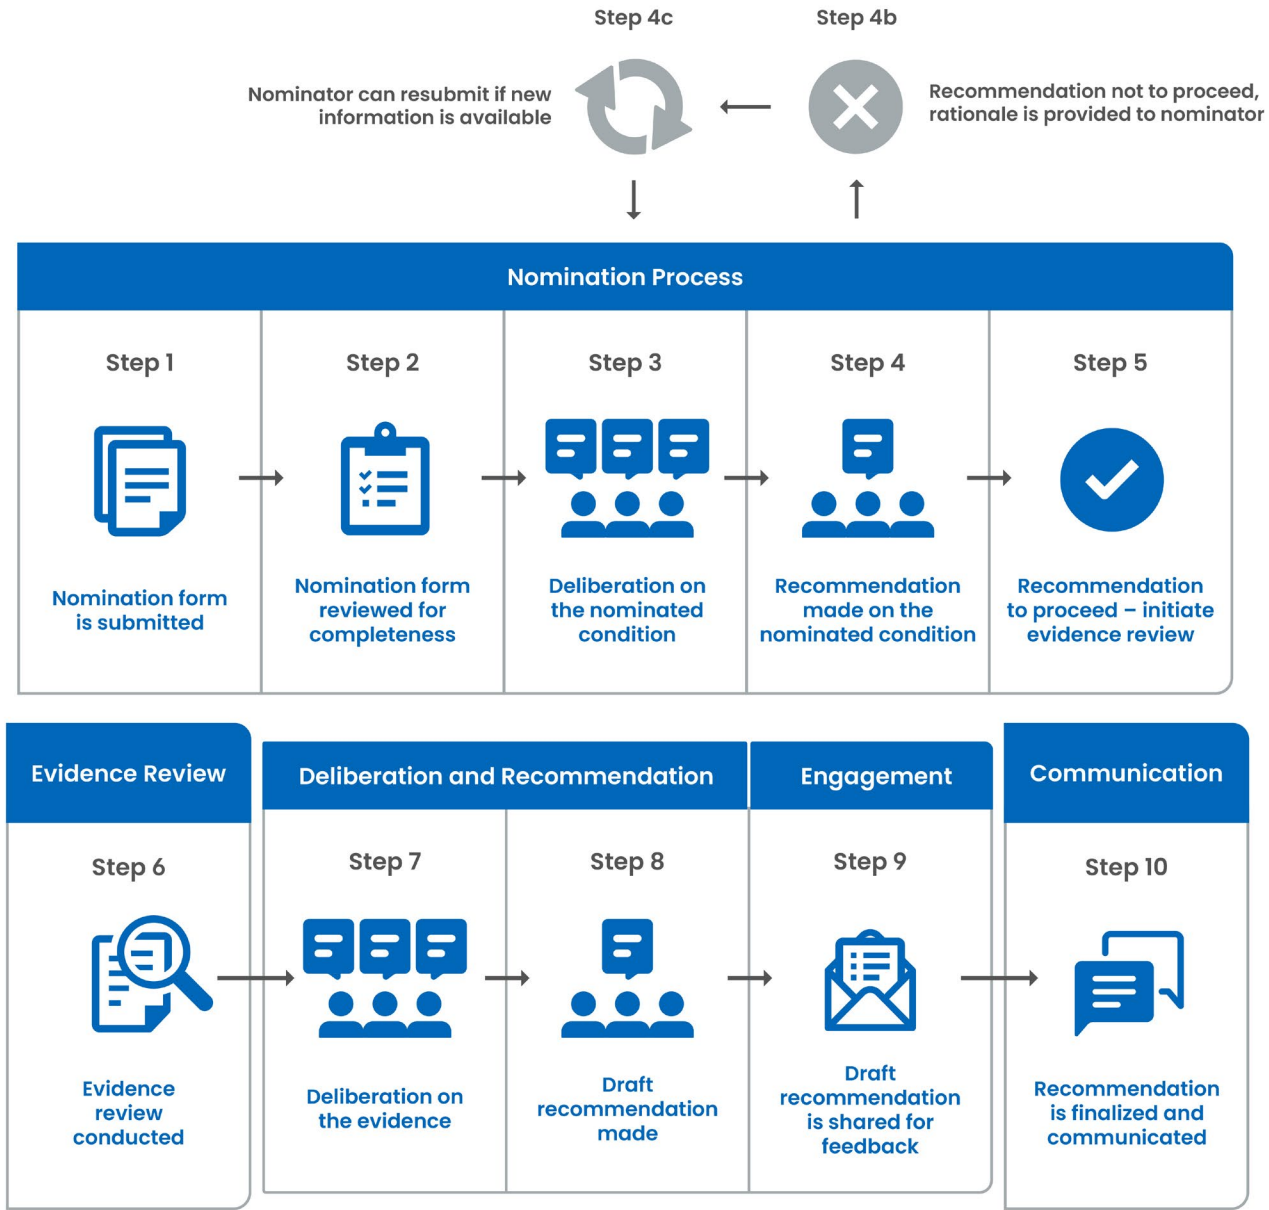 Step 4c
Step 4b
Nominator can resubmit if new
information is available
Recommendation not to proceed,
rationale is provided to nominator
Nomination Process
Step 1
Nomination form
is submitted
Step 2
Nomination form
reviewed for
completeness
Step 3
Deliberation on
the nominated
condition
Step 4
Recommendation
made on the
nominated condition
Step 5
Recommendation
to proceed – initiate
evidence review
Evidence Review
Step 6
Evidence
review
conducted
Deliberation and Recommendation
Step 7
Deliberation on
the evidence
Step 8
Draft
recommendation
made
Engagement
Step 9
Draft
recommendation
is shared for
feedback
Communication
Step 10
Recommendation
is finalized and
communicated